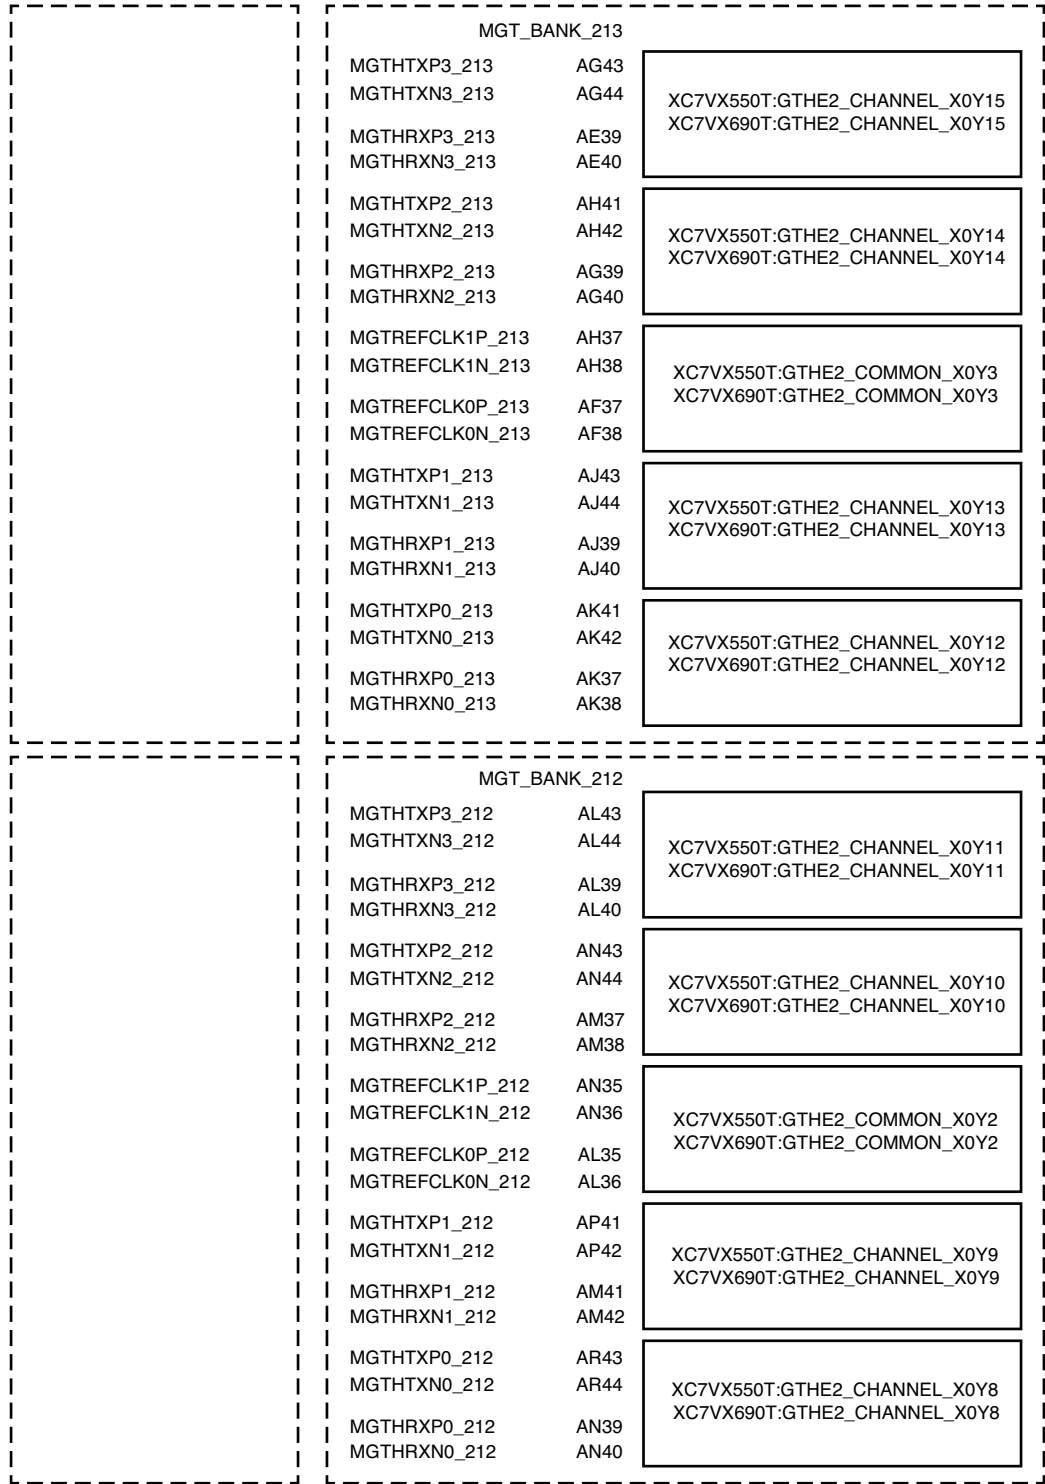 MGT_BANK_213
MGTHTXP3_213 AG43
MGTHTXN3_213 AG44
XC7VX550T:GTHE2_CHANNEL_X0Y15
XC7VX690T:GTHE2_CHANNEL_X0Y15
MGTHRXP3_213 AE39
MGTHRXN3_213 AE40
MGTHTXP2_213 AH41
MGTHTXN2_213 AH42
XC7VX550T:GTHE2_CHANNEL_X0Y14
XC7VX690T:GTHE2_CHANNEL_X0Y14
MGTHRXP2_213 AG39
MGTHRXN2_213 AG40
MGTREFCLK1P_213 AH37
MGTREFCLK1N_213 AH38
XC7VX550T:GTHE2_COMMON_X0Y3
XC7VX690T:GTHE2_COMMON_X0Y3
MGTREFCLK0P_213 AF37
MGTREFCLK0N_213 AF38
MGTHTXP1_213 AJ43
MGTHTXN1_213 AJ44
XC7VX550T:GTHE2_CHANNEL_X0Y13
XC7VX690T:GTHE2_CHANNEL_X0Y13
MGTHRXP1_213 AJ39
MGTHRXN1_213 AJ40
MGTHTXP0_213 AK41
MGTHTXN0_213 AK42
XC7VX550T:GTHE2_CHANNEL_X0Y12
XC7VX690T:GTHE2_CHANNEL_X0Y12
MGTHRXP0_213 AK37
MGTHRXN0_213 AK38
MGT_BANK_212
MGTHTXP3_212 AL43
MGTHTXN3_212 AL44
XC7VX550T:GTHE2_CHANNEL_X0Y11
XC7VX690T:GTHE2_CHANNEL_X0Y11
MGTHRXP3_212 AL39
MGTHRXN3_212 AL40
MGTHTXP2_212 AN43
MGTHTXN2_212 AN44
XC7VX550T:GTHE2_CHANNEL_X0Y10
XC7VX690T:GTHE2_CHANNEL_X0Y10
MGTHRXP2_212 AM37
MGTHRXN2_212 AM38
MGTREFCLK1P_212 AN35
MGTREFCLK1N_212 AN36
XC7VX550T:GTHE2_COMMON_X0Y2
XC7VX690T:GTHE2_COMMON_X0Y2
MGTREFCLK0P_212 AL35
MGTREFCLK0N_212 AL36
MGTHTXP1_212 AP41
MGTHTXN1_212 AP42
XC7VX550T:GTHE2_CHANNEL_X0Y9
XC7VX690T:GTHE2_CHANNEL_X0Y9
MGTHRXP1_212 AM41
MGTHRXN1_212 AM42
MGTHTXP0_212 AR43
MGTHTXN0_212 AR44
XC7VX550T:GTHE2_CHANNEL_X0Y8
XC7VX690T:GTHE2_CHANNEL_X0Y8
MGTHRXP0_212 AN39
MGTHRXN0_212 AN40